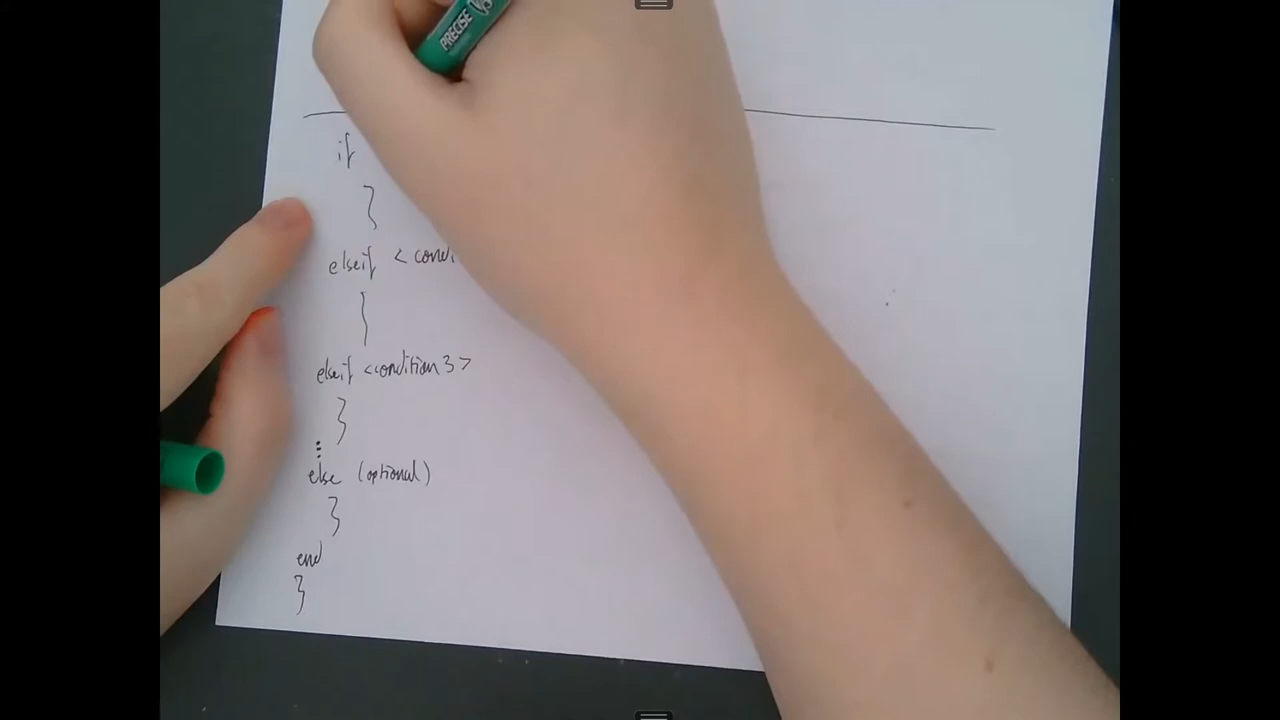 PRECISE V5
if
}
elseif <condi
}
elseif <condition 3>
}
⋮
else (optional)
}
end
}